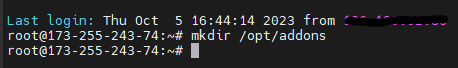 Last login: Thu Oct  5 16:44:14 2023 from
root@173-255-243-74:~# mkdir /opt/addons
root@173-255-243-74:~#